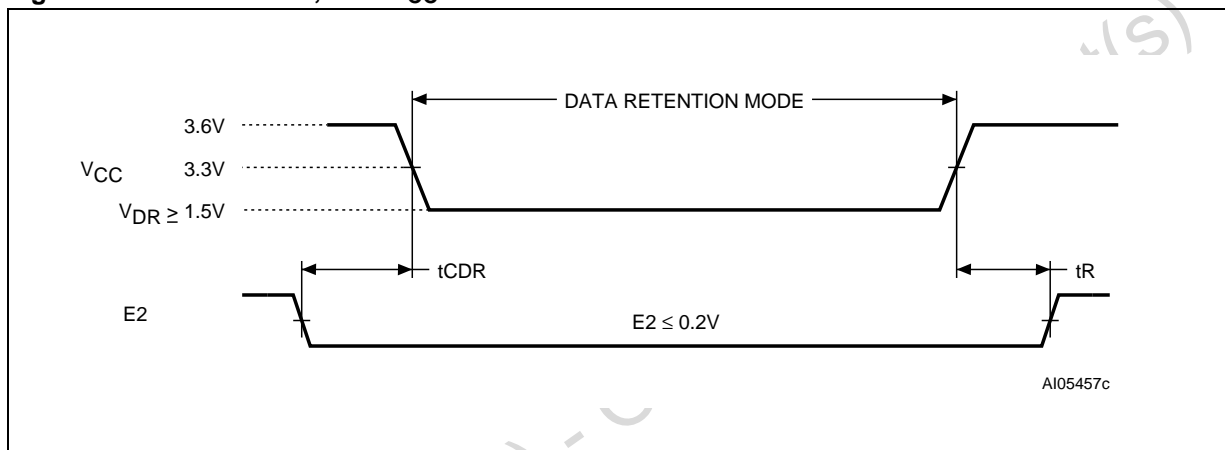 DATA RETENTION MODE
3.6V
VCC 3.3V
VDR ≥ 1.5V
tCDR
tR
E2
E2 ≤ 0.2V
AI05457c